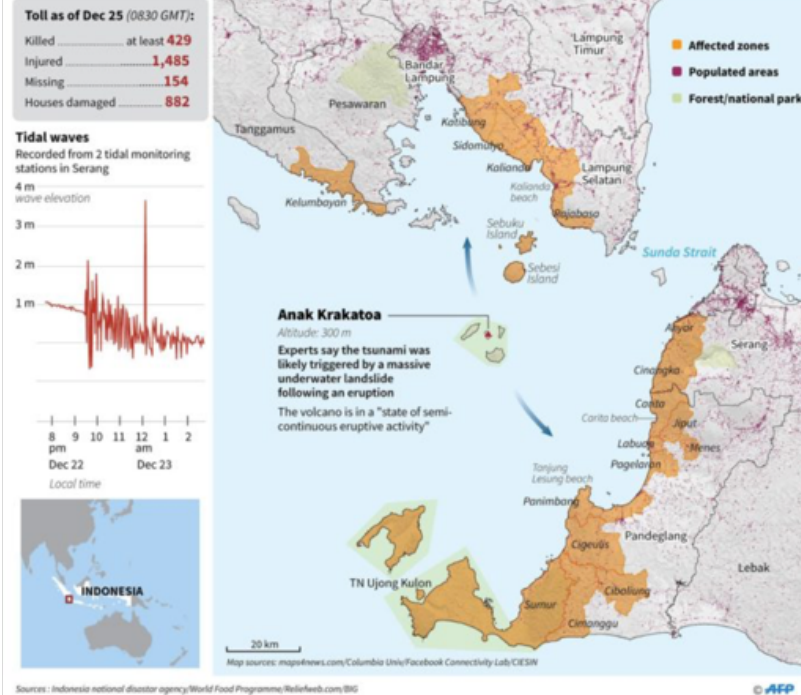 Toll as of Dec 25 (0830 GMT):
Killed ............... at least 429
Injured ........................ 1,485
Missing ........................ 154
Houses damaged .......... 882
Tidal waves
Recorded from 2 tidal monitoring
stations in Serang
4 m
wave elevation
3 m
2 m
1 m
8 9 10 11 12 1 2
pm am
Dec 22 Dec 23
Local time
INDONESIA
Affected zones
Populated areas
Forest/national park
Lampung
Timur
Bandar
Lampung
Pesawaran
Tanggamus
Katibung
Sidomulyo
Kalianda
Lampung
Selatan
Kalianda
beach
Kelumbayan
Rajabasa
Sebuku
Island
Sebesi
Island
Sunda Strait
Anak Krakatoa
Altitude: 300 m
Experts say the tsunami was
likely triggered by a massive
underwater landslide
following an eruption
The volcano is in a "state of semi-
continuous eruptive activity"
Anyar
Serang
Cinangka
Carita
Carita beach
Jiput
Labuan
Menes
Pagelaran
Tanjung
Lesung beach
Panimbang
Pandeglang
Cigeulis
TN Ujong Kulon
Lebak
Cibaliung
Sumur
Cimanggu
20 km
Map sources: maps4news.com/Columbia Univ/Facebook Connectivity Lab/CIESIN
Sources : Indonesia national disastor agency/World Food Programme/Reliefweb.com/BIG
© AFP